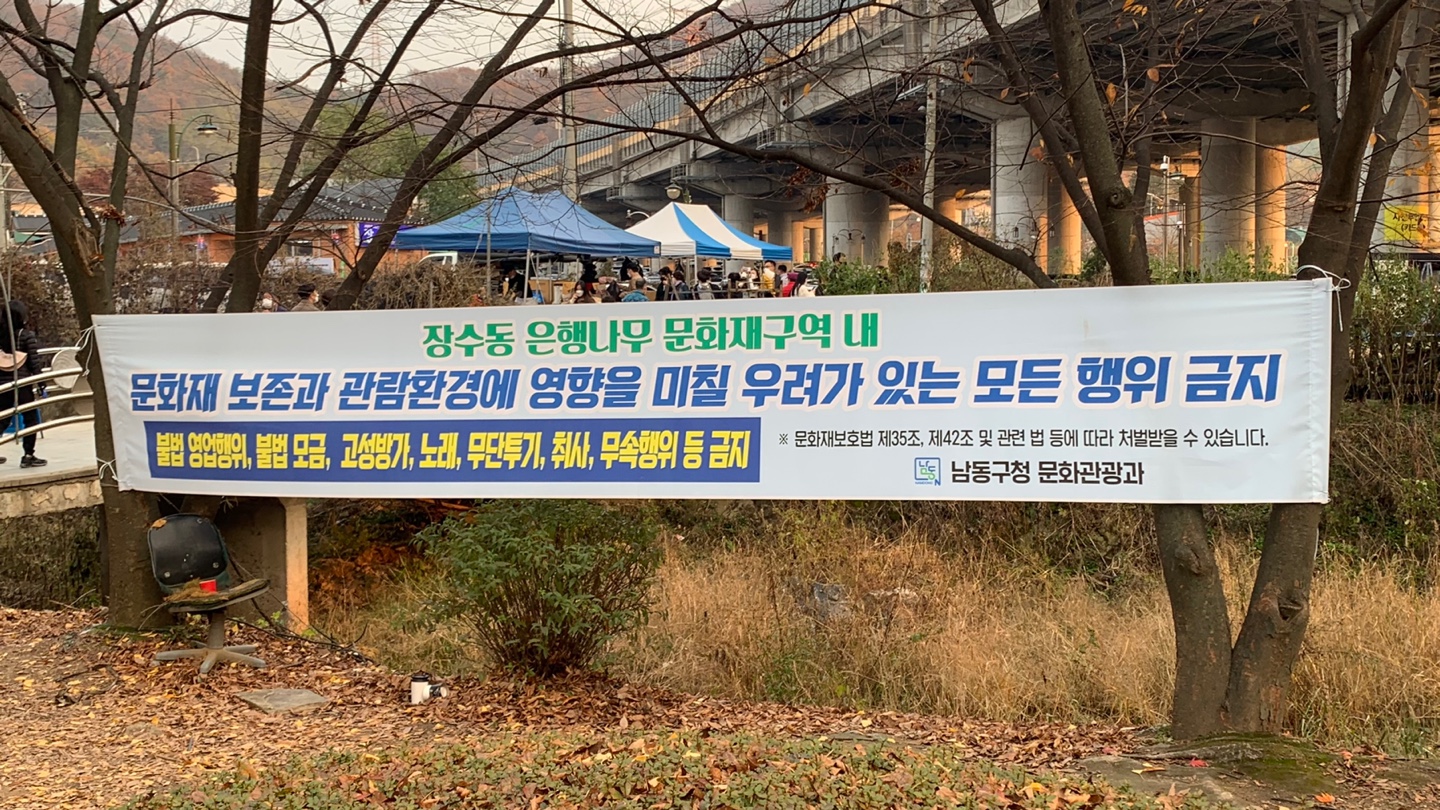 장수동 은행나무 문화재구역 내
문화재 보존과 관람환경에 영향을 미칠 우려가 있는 모든 행위 금지
불법 영업행위, 불법 모금, 고성방가, 노래, 무단투기, 취사, 무속행위 등 금지
※ 문화재보호법 제35조, 제42조 및 관련 법 등에 따라 처벌받을 수 있습니다.
남동구청 문화관광과